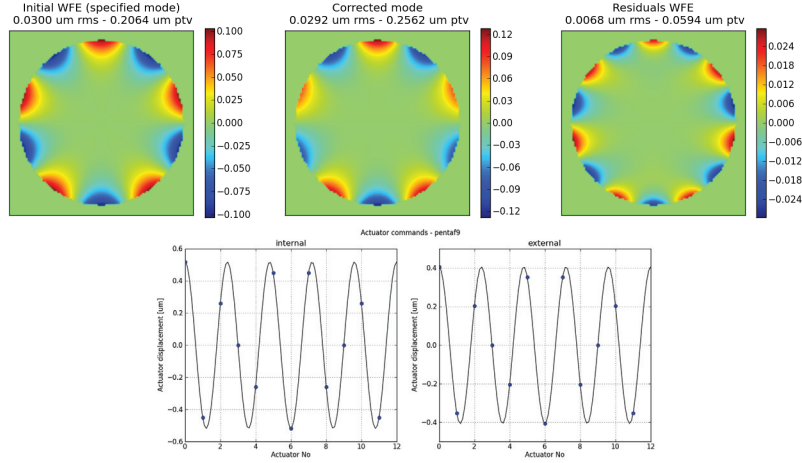 Initial WFE (specified mode)
0.0300 um rms - 0.2064 um ptv
0.100
0.075
0.050
0.025
0.000
−0.025
−0.050
−0.075
−0.100
Corrected mode
0.0292 um rms - 0.2562 um ptv
0.12
0.09
0.06
0.03
0.00
−0.03
−0.06
−0.09
−0.12
Residuals WFE
0.0068 um rms - 0.0594 um ptv
0.024
0.018
0.012
0.006
0.000
−0.006
−0.012
−0.018
−0.024
Actuator commands - pentaf9
internal
Actuator displacement [um]
0.6
0.4
0.2
0.0
−0.2
−0.4
−0.6
0 2 4 6 8 10 12
Actuator No
external
Actuator displacement [um]
0.4
0.2
0.0
−0.2
−0.4
0 2 4 6 8 10 12
Actuator No